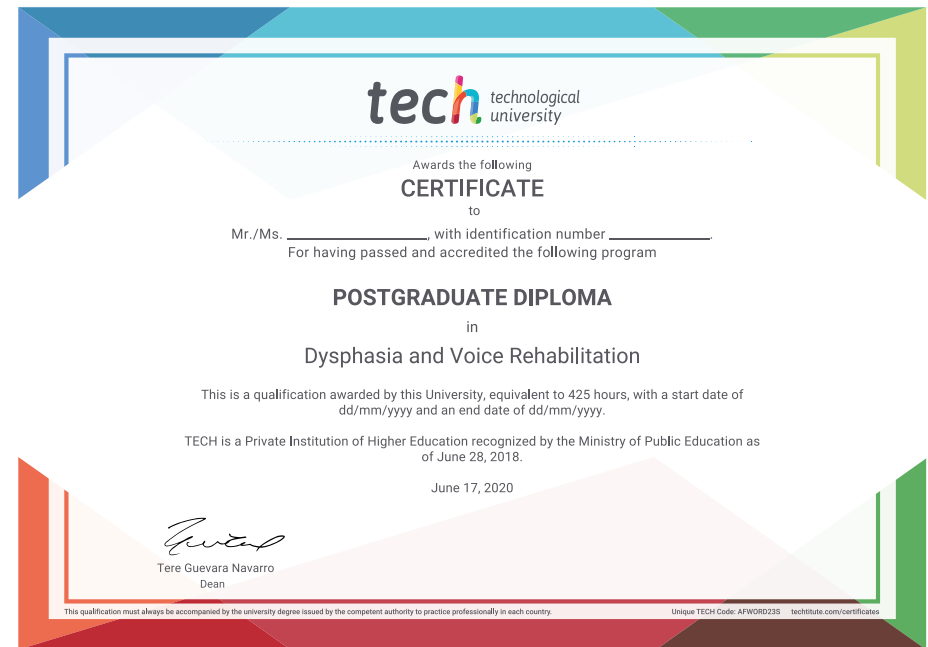 tech technological
university
Awards the following
CERTIFICATE
to
Mr./Ms. ____________________, with identification number ______________.
For having passed and accredited the following program
POSTGRADUATE DIPLOMA
in
Dysphasia and Voice Rehabilitation
This is a qualification awarded by this University, equivalent to 425 hours, with a start date of
dd/mm/yyyy and an end date of dd/mm/yyyy.
TECH is a Private Institution of Higher Education recognized by the Ministry of Public Education as
of June 28, 2018.
June 17, 2020
Tere Guevara Navarro
Dean
This qualification must always be accompanied by the university degree issued by the competent authority to practice professionally in each country. Unique TECH Code: AFWORD23S techtitute.com/certificates